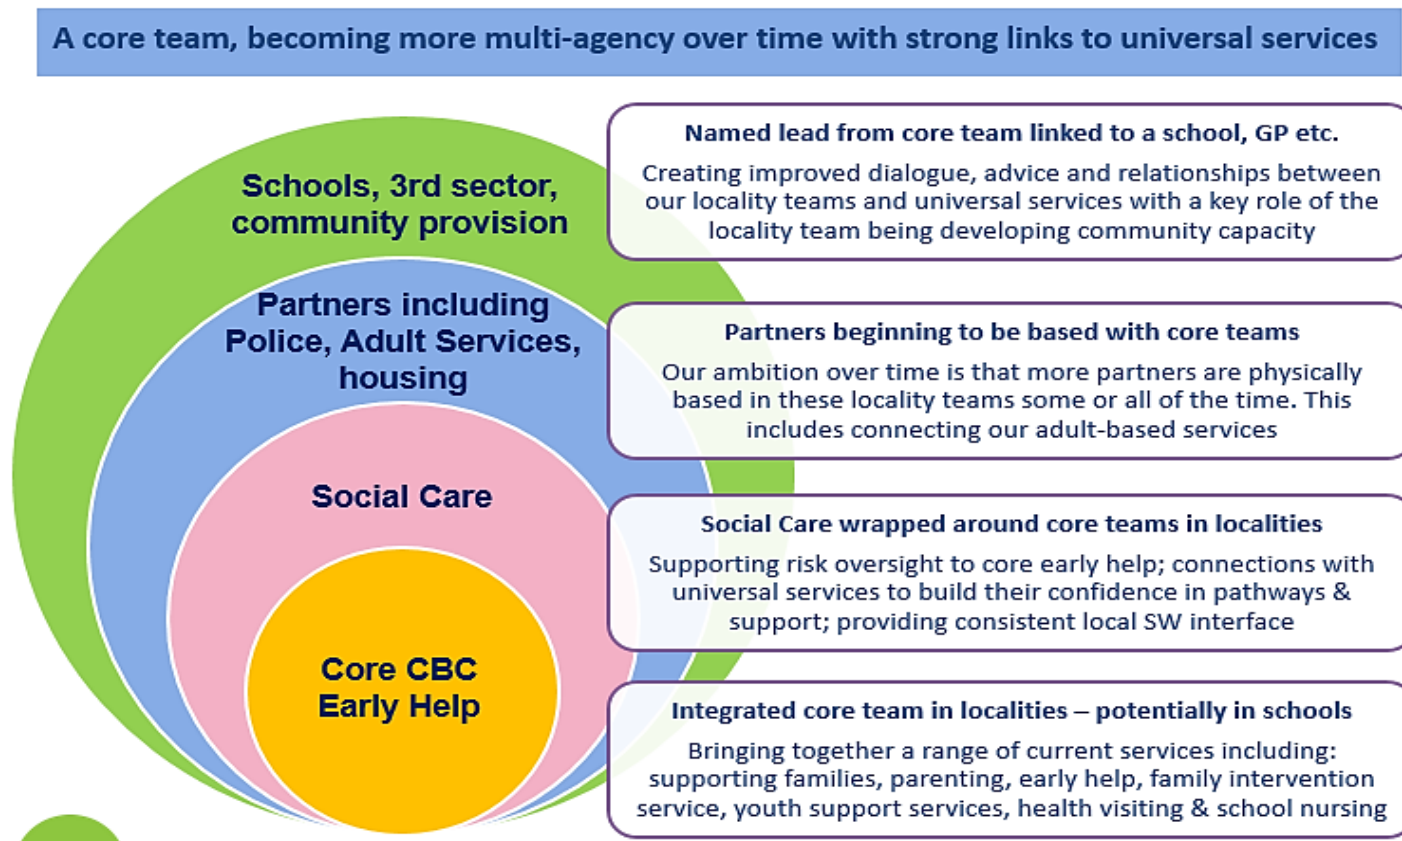 A core team, becoming more multi-agency over time with strong links to universal services
Schools, 3rd sector,
community provision
Partners including
Police, Adult Services,
housing
Social Care
Core CBC
Early Help
Named lead from core team linked to a school, GP etc.
Creating improved dialogue, advice and relationships between
our locality teams and universal services with a key role of the
locality team being developing community capacity
Partners beginning to be based with core teams
Our ambition over time is that more partners are physically
based in these locality teams some or all of the time. This
includes connecting our adult-based services
Social Care wrapped around core teams in localities
Supporting risk oversight to core early help; connections with
universal services to build their confidence in pathways &
support; providing consistent local SW interface
Integrated core team in localities – potentially in schools
Bringing together a range of current services including:
supporting families, parenting, early help, family intervention
service, youth support services, health visiting & school nursing